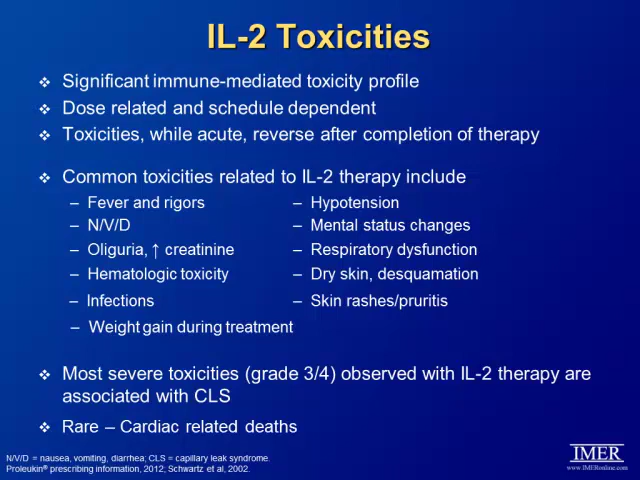 IL-2 Toxicities
❖ Significant immune-mediated toxicity profile
❖ Dose related and schedule dependent
❖ Toxicities, while acute, reverse after completion of therapy
❖ Common toxicities related to IL-2 therapy include
– Fever and rigors
– N/V/D
– Oliguria, ↑ creatinine
– Hematologic toxicity
– Infections
– Weight gain during treatment
– Hypotension
– Mental status changes
– Respiratory dysfunction
– Dry skin, desquamation
– Skin rashes/pruritis
❖ Most severe toxicities (grade 3/4) observed with IL-2 therapy are
associated with CLS
❖ Rare – Cardiac related deaths
N/V/D = nausea, vomiting, diarrhea; CLS = capillary leak syndrome.
Proleukin® prescribing information, 2012; Schwartz et al, 2002.
IMER
www.IMERonline.com